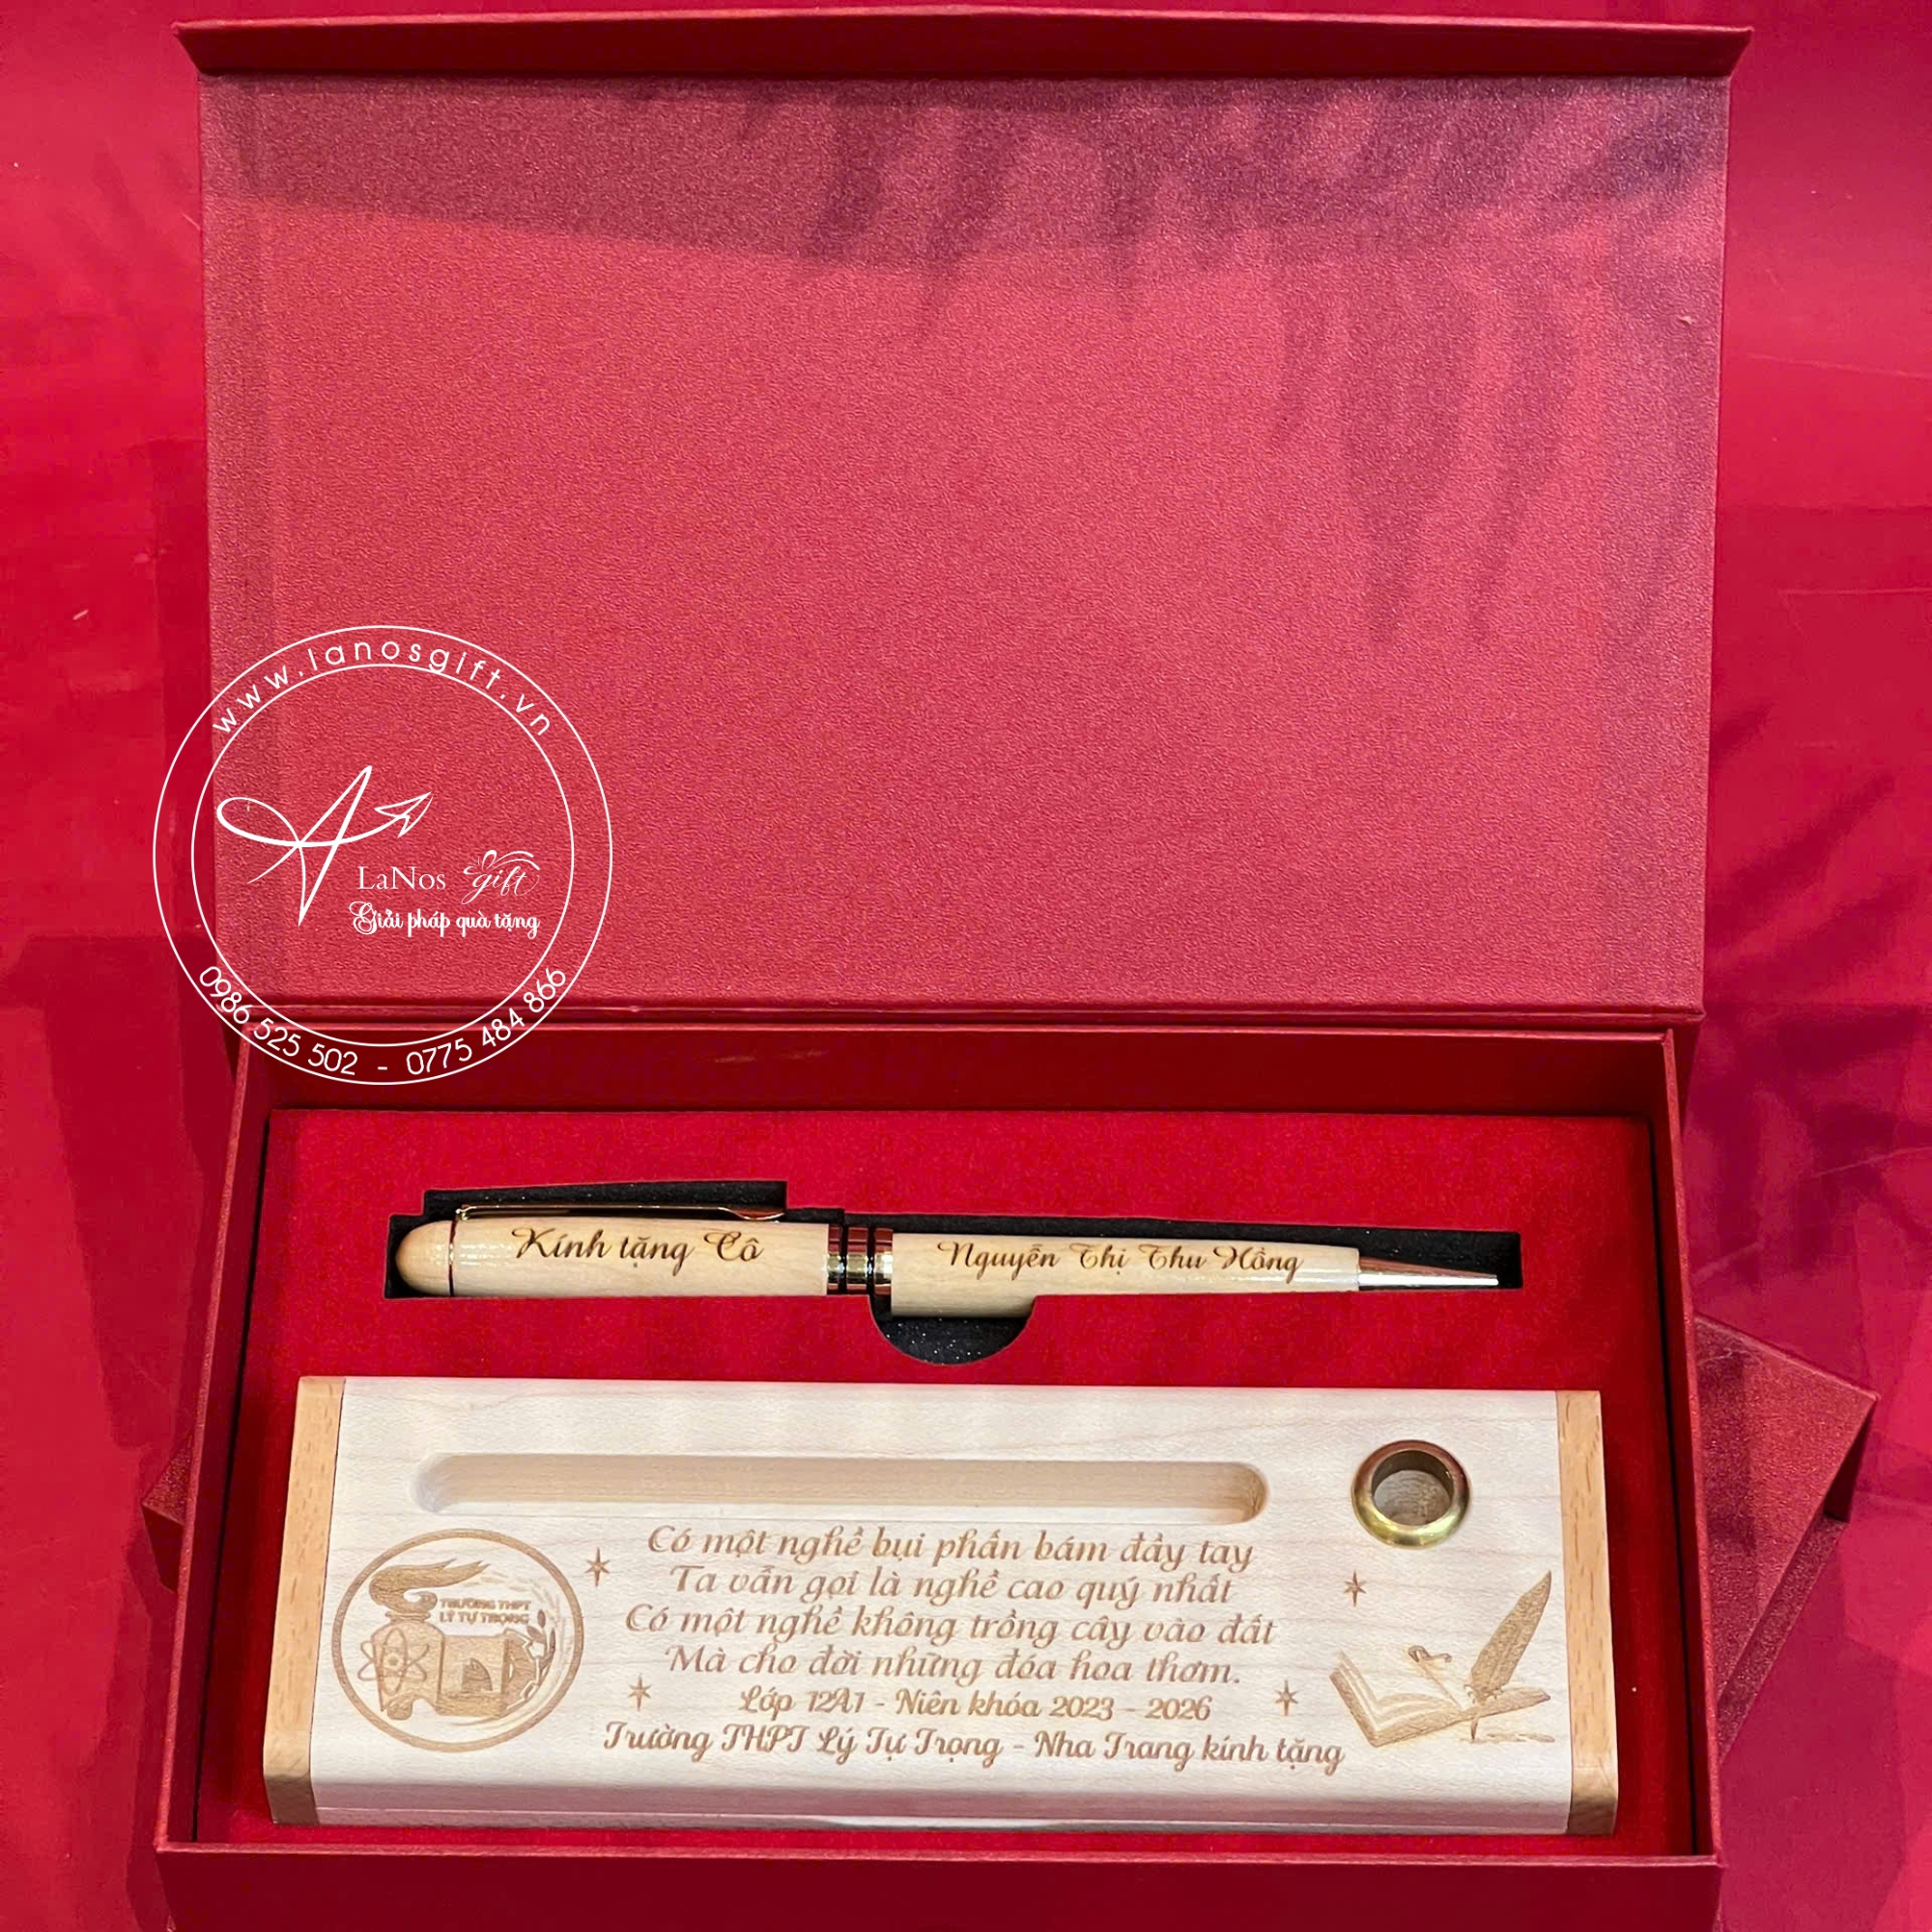 www.lanosgift.vn
LaNos gift
Giải pháp quà tặng
0986 525 502 - 0775 484 866
Kính tặng Cô
Nguyễn Thị Thu Hồng
Có một nghề bụi phấn bám đầy tay
Ta vẫn gọi là nghề cao quý nhất
Có một nghề không trồng cây vào đất
Mà cho đời những đóa hoa thơm.
Lớp 12A1 - Niên khóa 2023 - 2026
Trường THPT Lý Tự Trọng - Nha Trang kính tặng
TRƯỜNG THPT
LÝ TỰ TRỌNG